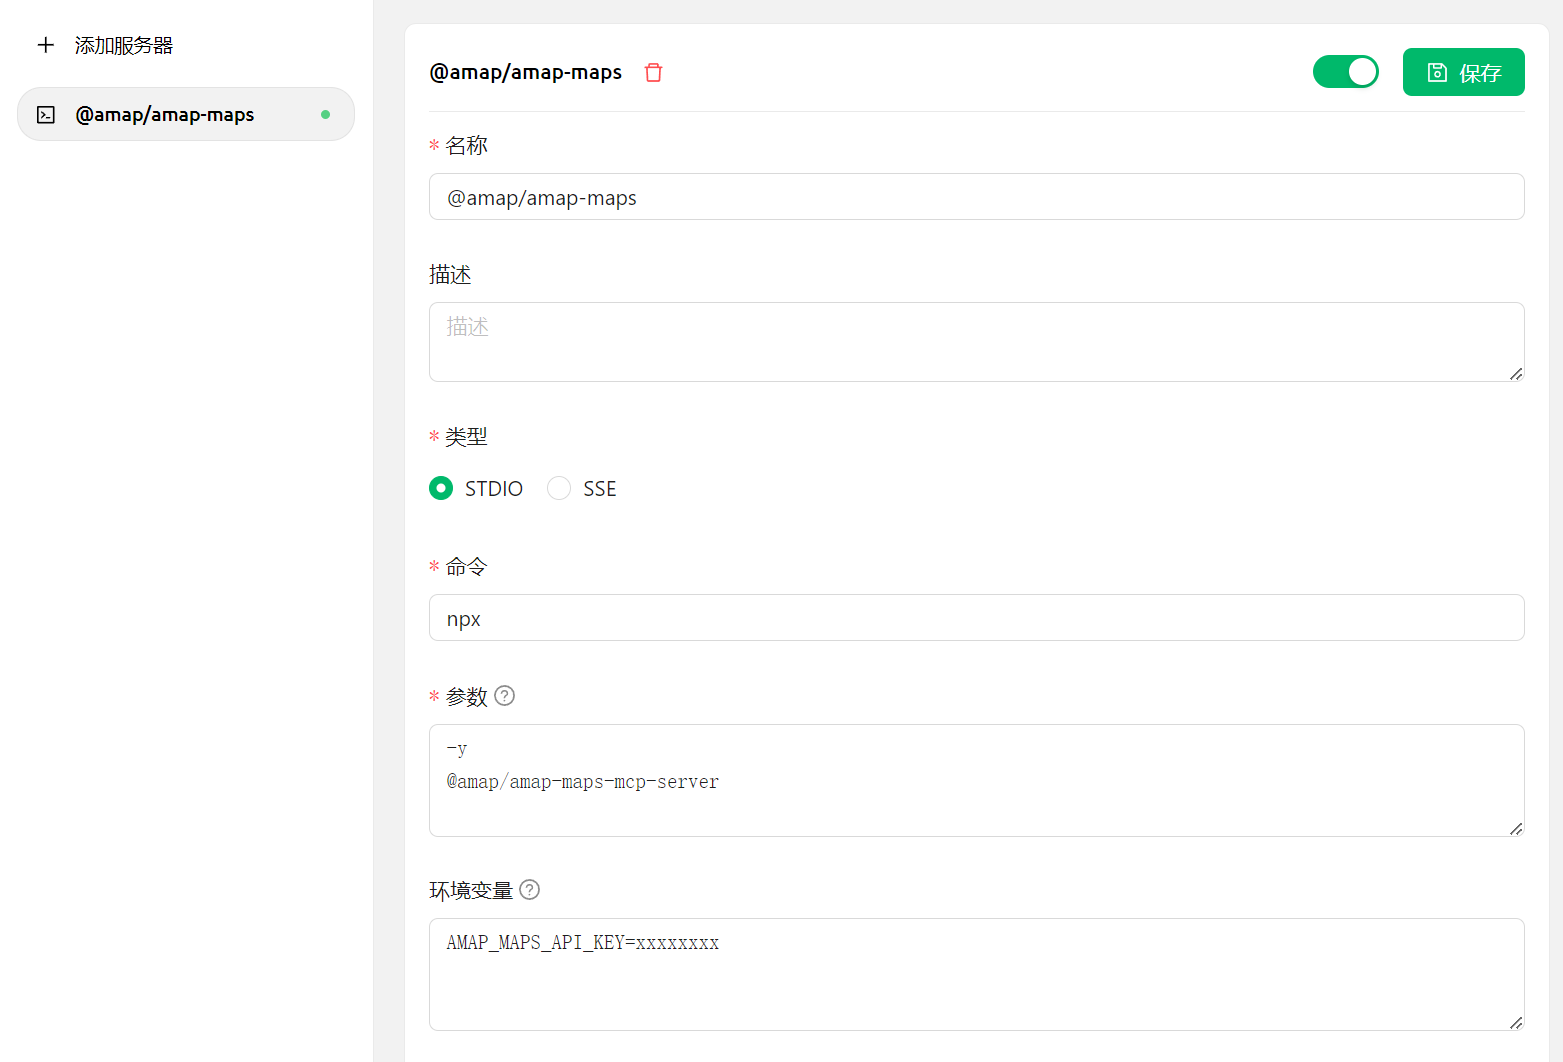 添加服务器
@amap/amap-maps
@amap/amap-maps
保存
* 名称
@amap/amap-maps
描述
描述
* 类型
STDIO
SSE
* 命令
npx
* 参数
-y
@amap/amap-maps-mcp-server
环境变量
AMAP_MAPS_API_KEY=xxxxxxxx